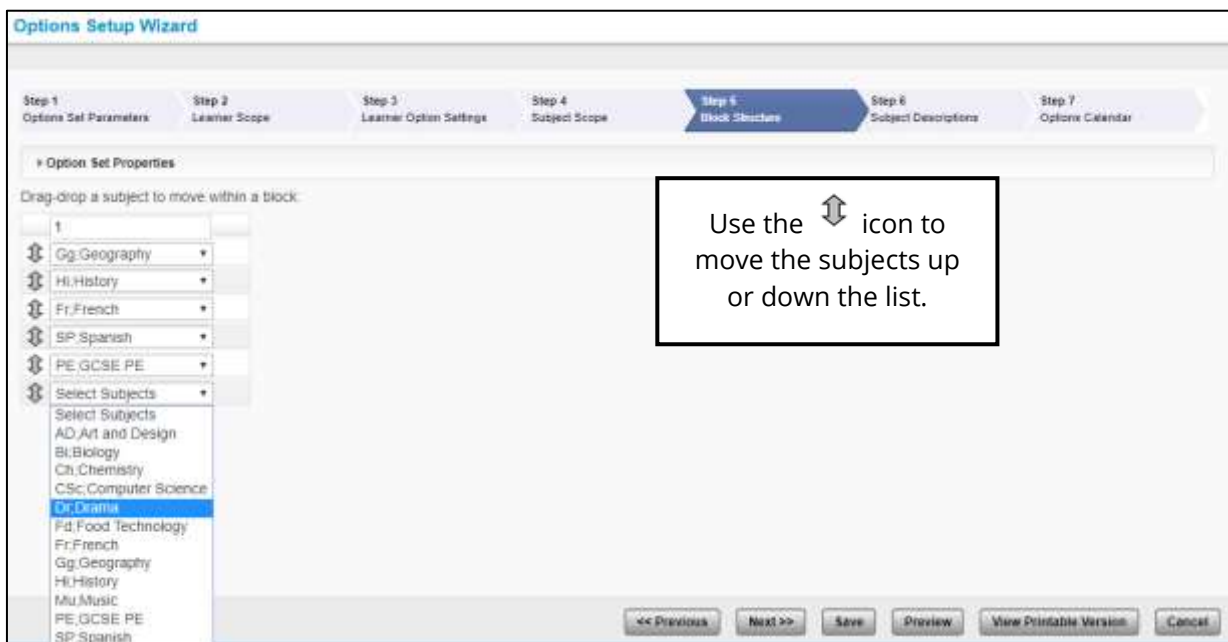 Options Setup Wizard
Step 1
Options Set Parameters
Step 2
Learner Scope
Step 3
Learner Option Settings
Step 4
Subject Scope
Step 5
Block Structure
Step 6
Subject Descriptions
Step 7
Options Calendar
Option Set Properties
Drag-drop a subject to move within a block:
1
Gg;Geography
Hi;History
Fr;French
SP;Spanish
PE;GCSE PE
Select Subjects
Select Subjects
AD;Art and Design
Bi;Biology
Ch;Chemistry
CSc;Computer Science
Dr;Drama
Fd;Food Technology
Fr;French
Gg;Geography
Hi;History
Mu;Music
PE;GCSE PE
SP;Spanish
Use the icon to
move the subjects up
or down the list.
<< Previous
Next >>
Save
Preview
View Printable Version
Cancel